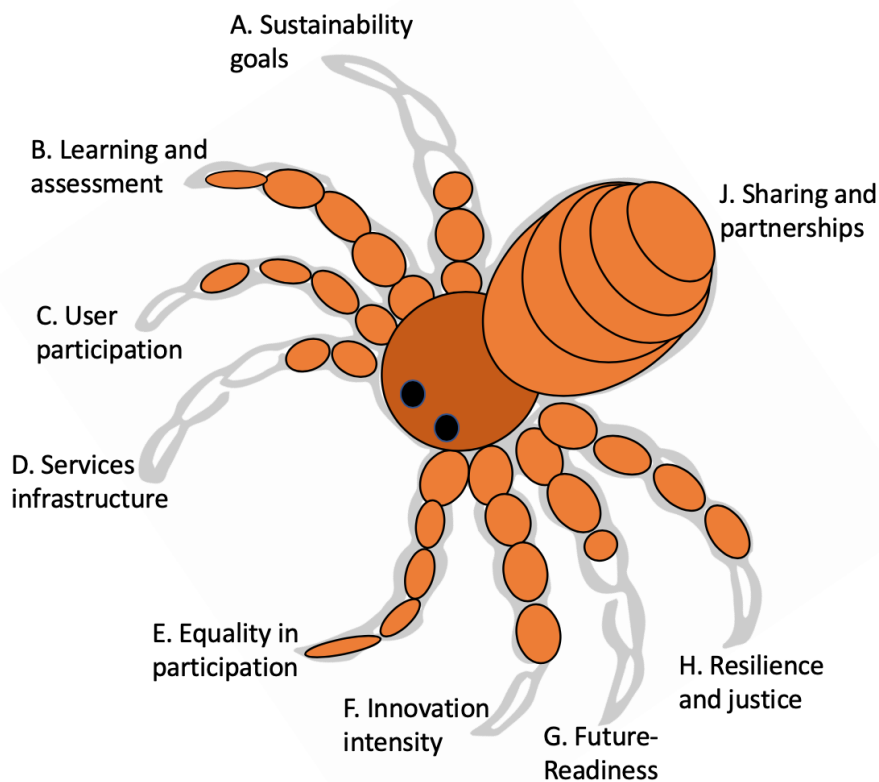 A. Sustainability
goals
B. Learning and
assessment
J. Sharing and
partnerships
C. User
participation
D. Services
infrastructure
E. Equality in
participation
F. Innovation
intensity
G. Future-
Readiness
H. Resilience
and justice